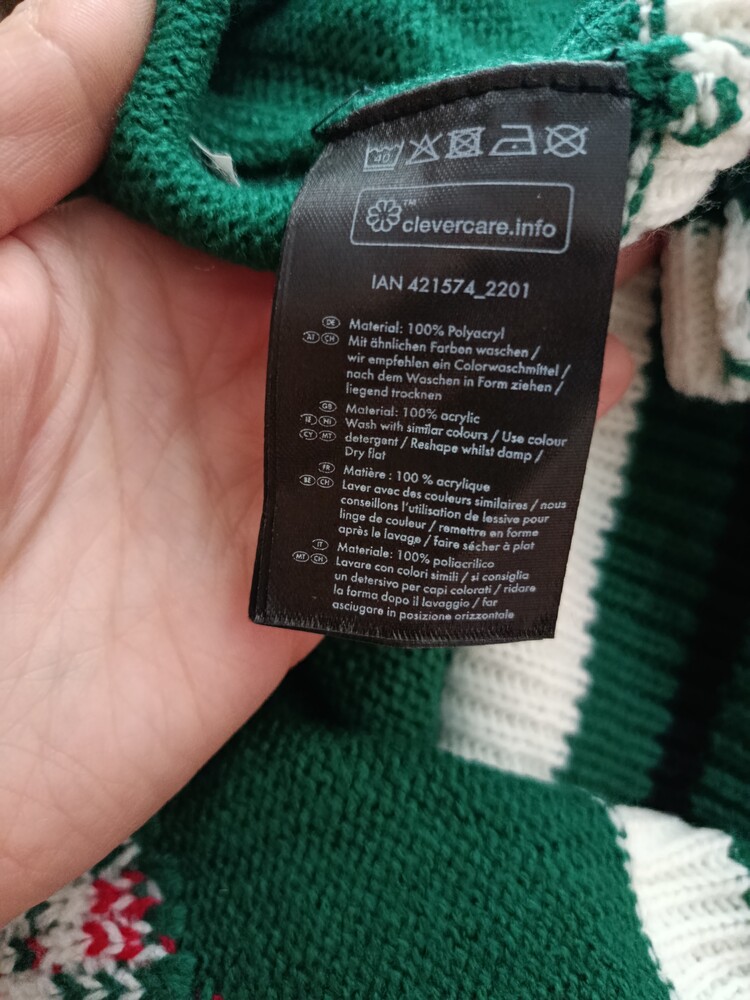 40
™ clevercare.info
IAN 421574_2201
DE Material: 100% Polyacryl
AT CH Mit ähnlichen Farben waschen /
wir empfehlen ein Colorwaschmittel /
nach dem Waschen in Form ziehen /
liegend trocknen
GB Material: 100% acrylic
IE NI Wash with similar colours / Use colour
CY MT detergent / Reshape whilst damp /
Dry flat
FR Matière : 100 % acrylique
BE CH Laver avec des couleurs similaires / nous
conseillons l'utilisation de lessive pour
linge de couleur / remettre en forme
après le lavage / faire sécher à plat
IT Materiale: 100% poliacrilico
MT CH Lavare con colori simili / si consiglia
un detersivo per capi colorati / ridare
la forma dopo il lavaggio / far
asciugare in posizione orizzontale